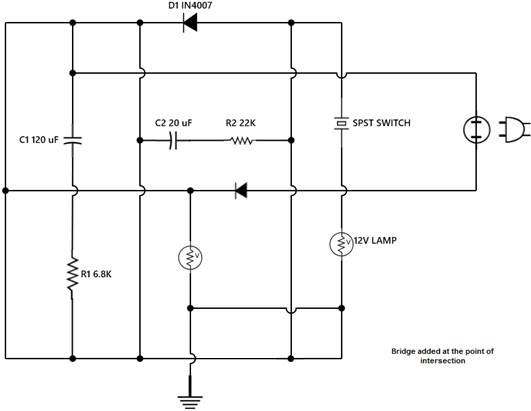 D1 IN4007
C1 120 uF
C2 20 uF
R2 22K
SPST SWITCH
V
V
12V LAMP
R1 6.8K
Bridge added at the point of
intersection